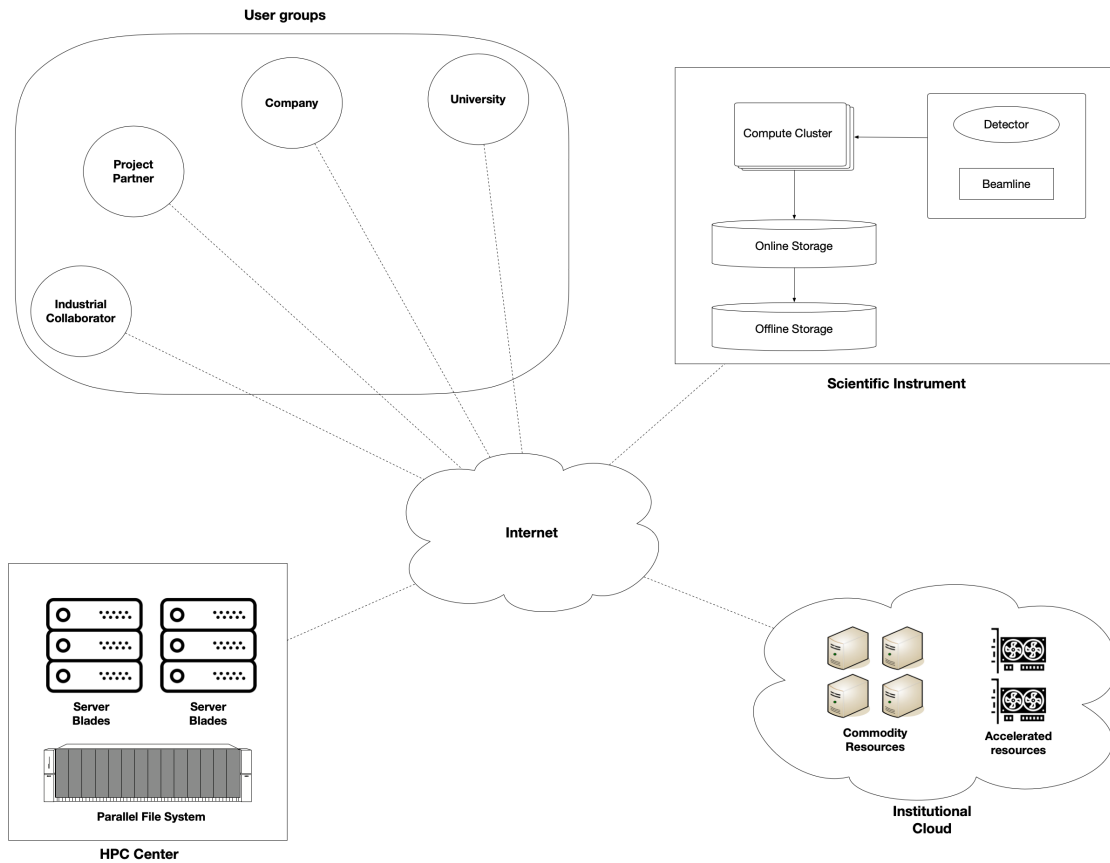 User groups
Company
University
Project
Partner
Industrial
Collaborator
Compute Cluster
Detector
Beamline
Online Storage
Offline Storage
Scientific Instrument
Internet
Server
Blades
Server
Blades
Parallel File System
HPC Center
Commodity
Resources
Accelerated
resources
Institutional
Cloud